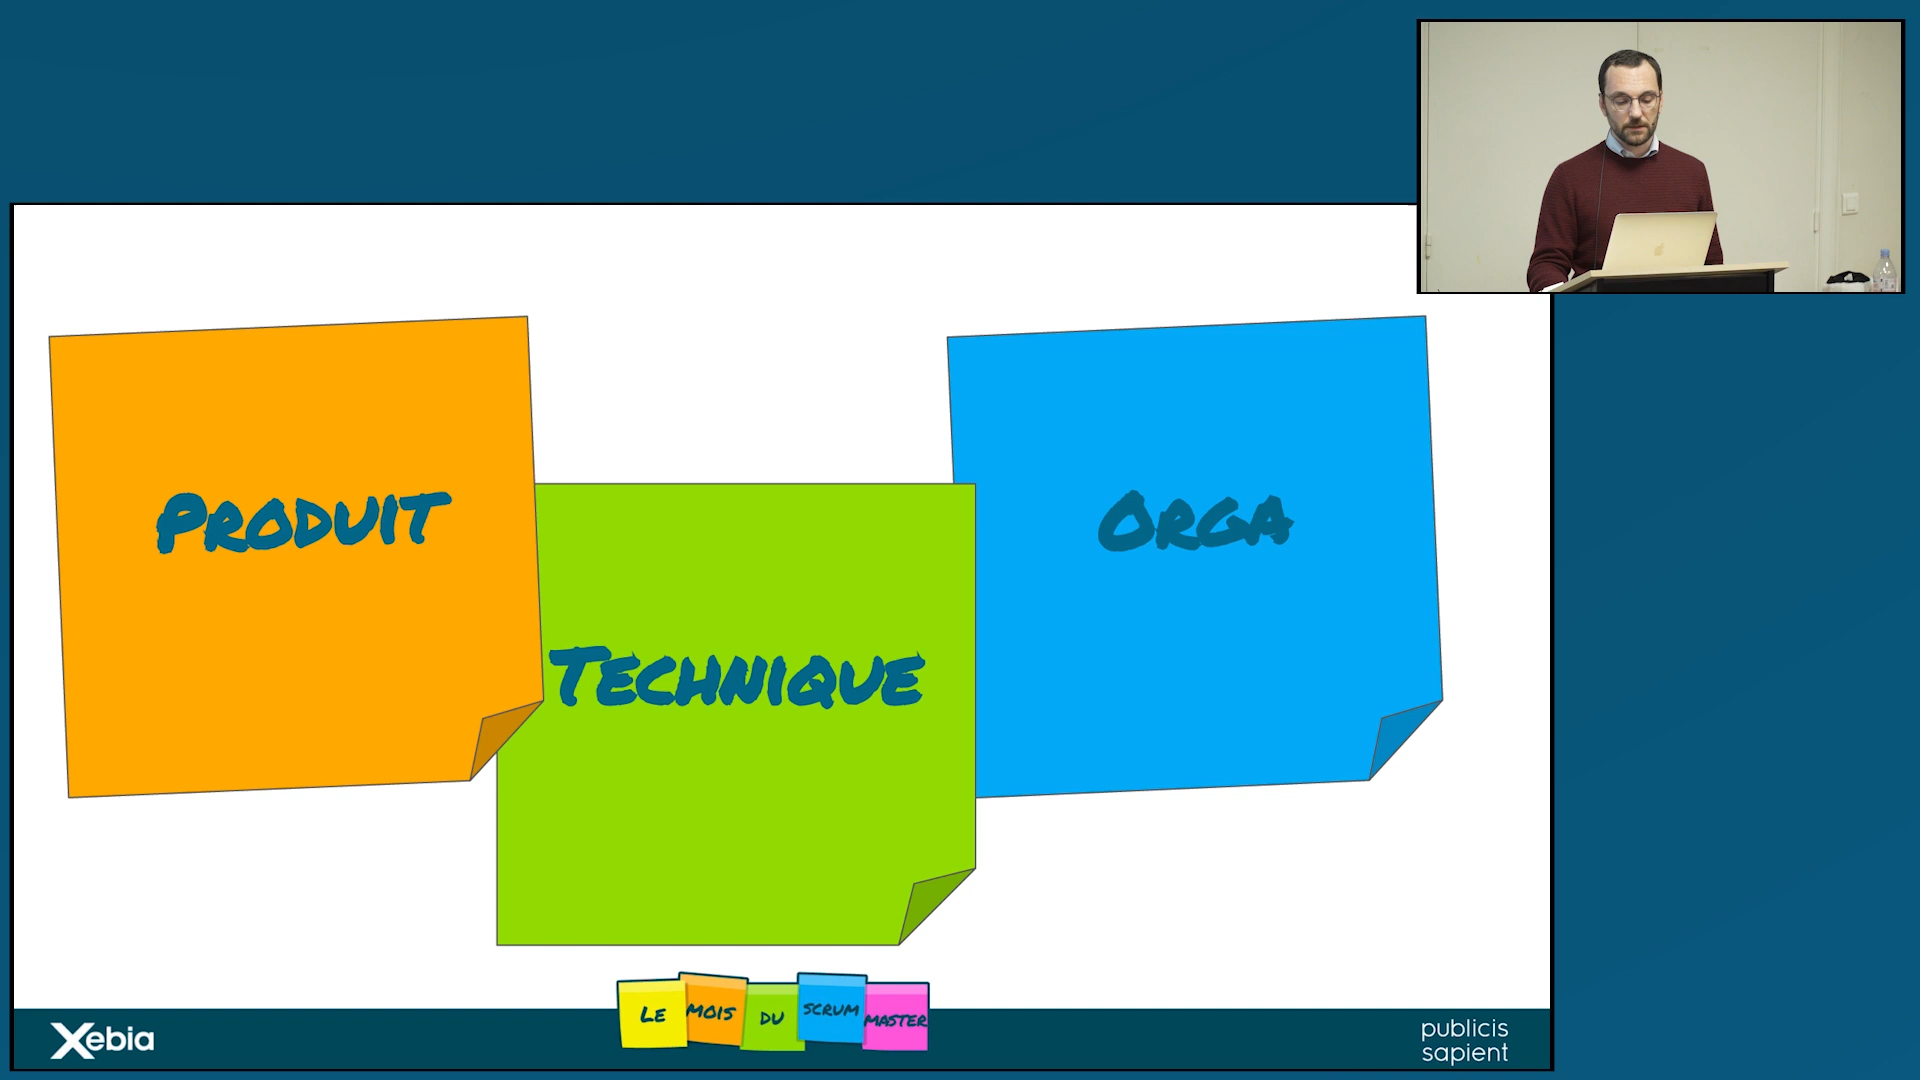 Produit
Orga
Technique
Le mois du scrum master
Xebia
publicis
sapient